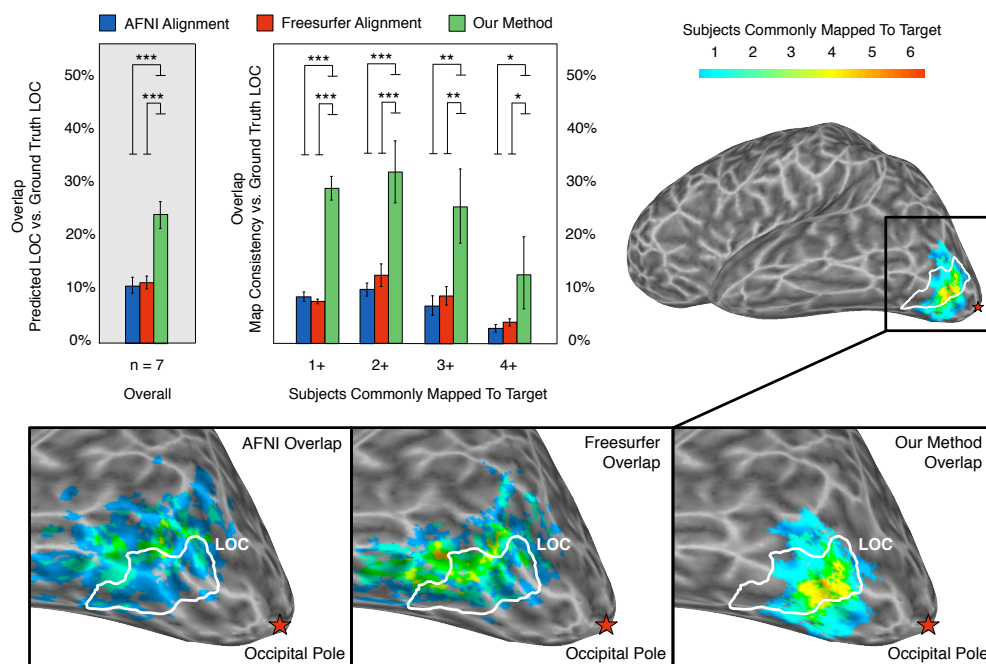 AFNI Alignment
Freesurfer Alignment
Our Method
Overlap
Predicted LOC vs. Ground Truth LOC
50%
40%
30%
20%
10%
0%
***
***
n = 7
Overall
Overlap
Map Consistency vs. Ground Truth LOC
*** *** ** *
*** *** ** *
50%
40%
30%
20%
10%
0%
1+ 2+ 3+ 4+
Subjects Commonly Mapped To Target
Subjects Commonly Mapped To Target
1 2 3 4 5 6
AFNI Overlap
LOC
Occipital Pole
Freesurfer
Overlap
LOC
Occipital Pole
Our Method
Overlap
LOC
Occipital Pole